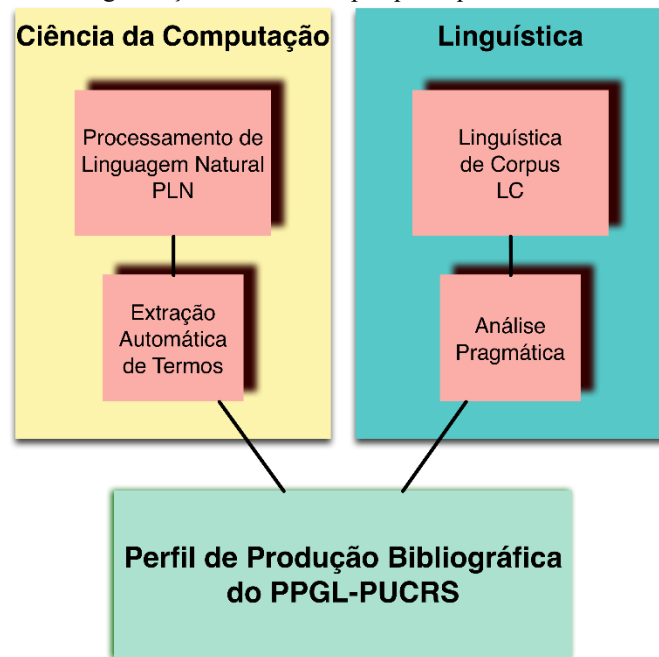 Ciência da Computação
Processamento de
Linguagem Natural
PLN
Extração
Automática
de Termos
Linguística
Linguística
de Corpus
LC
Análise
Pragmática
Perfil de Produção Bibliográfica
do PPGL-PUCRS